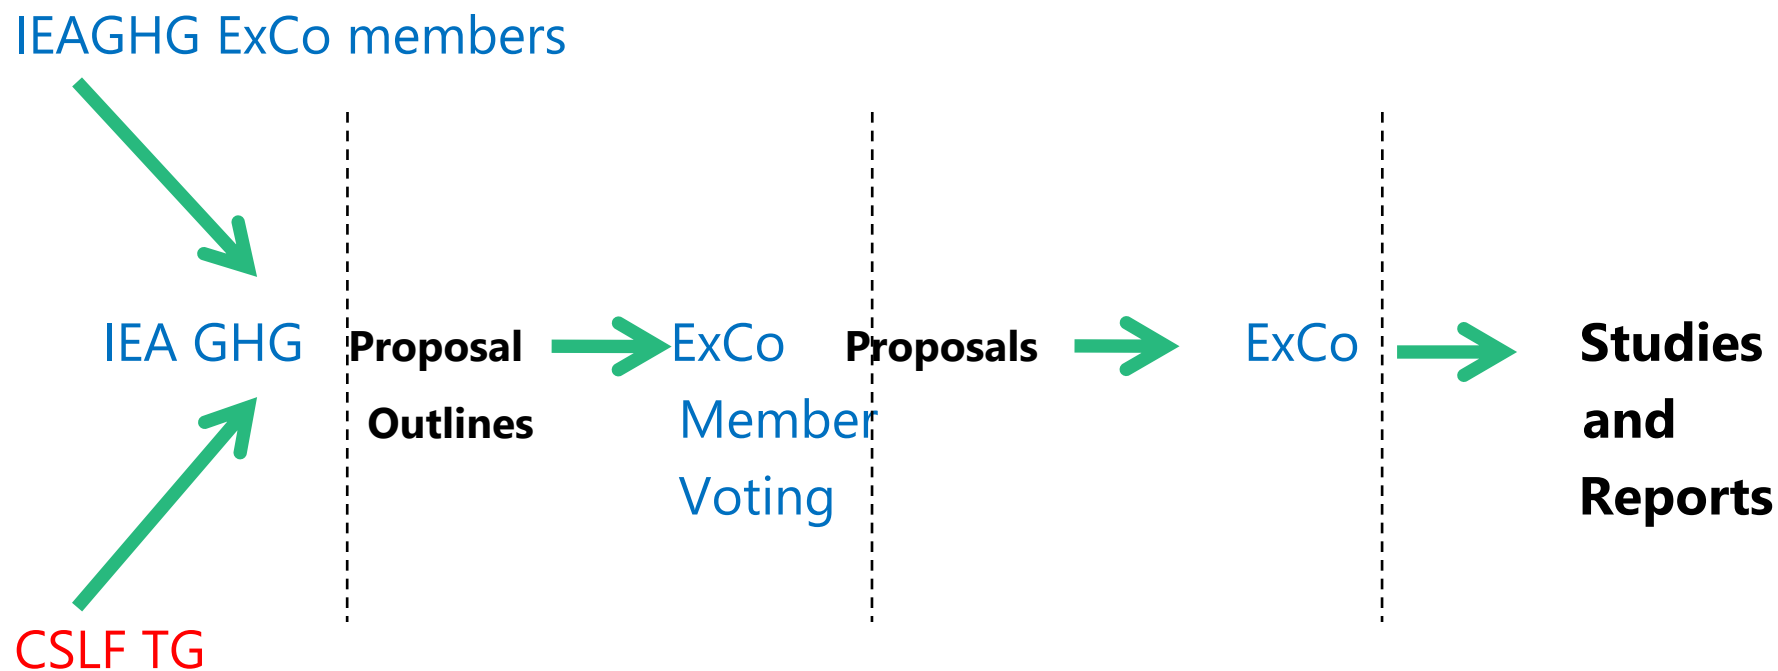 IEAGHG ExCo members
IEA GHG
Proposal
Outlines
ExCo
Member
Voting
Proposals
ExCo
Studies
and
Reports
CSLF TG